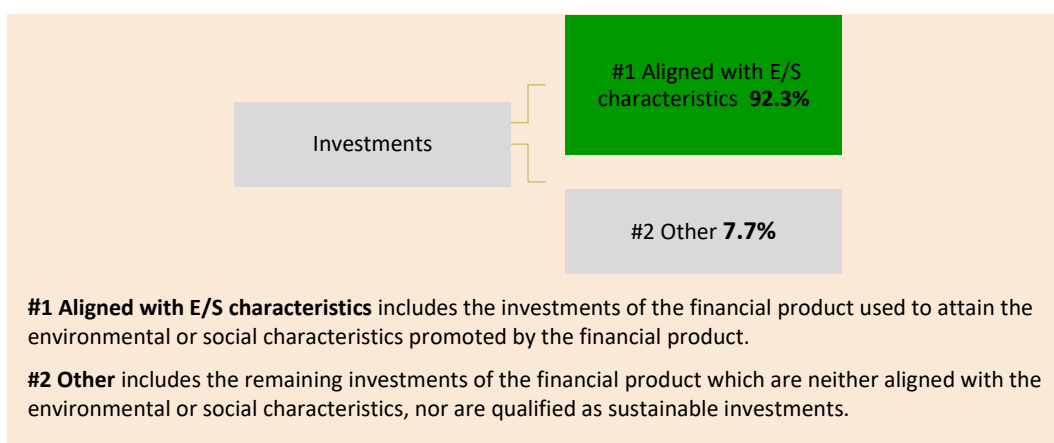 #1 Aligned with E/S
characteristics 92.3%
Investments
#2 Other 7.7%
#1 Aligned with E/S characteristics includes the investments of the financial product used to attain the
environmental or social characteristics promoted by the financial product.
#2 Other includes the remaining investments of the financial product which are neither aligned with the
environmental or social characteristics, nor are qualified as sustainable investments.